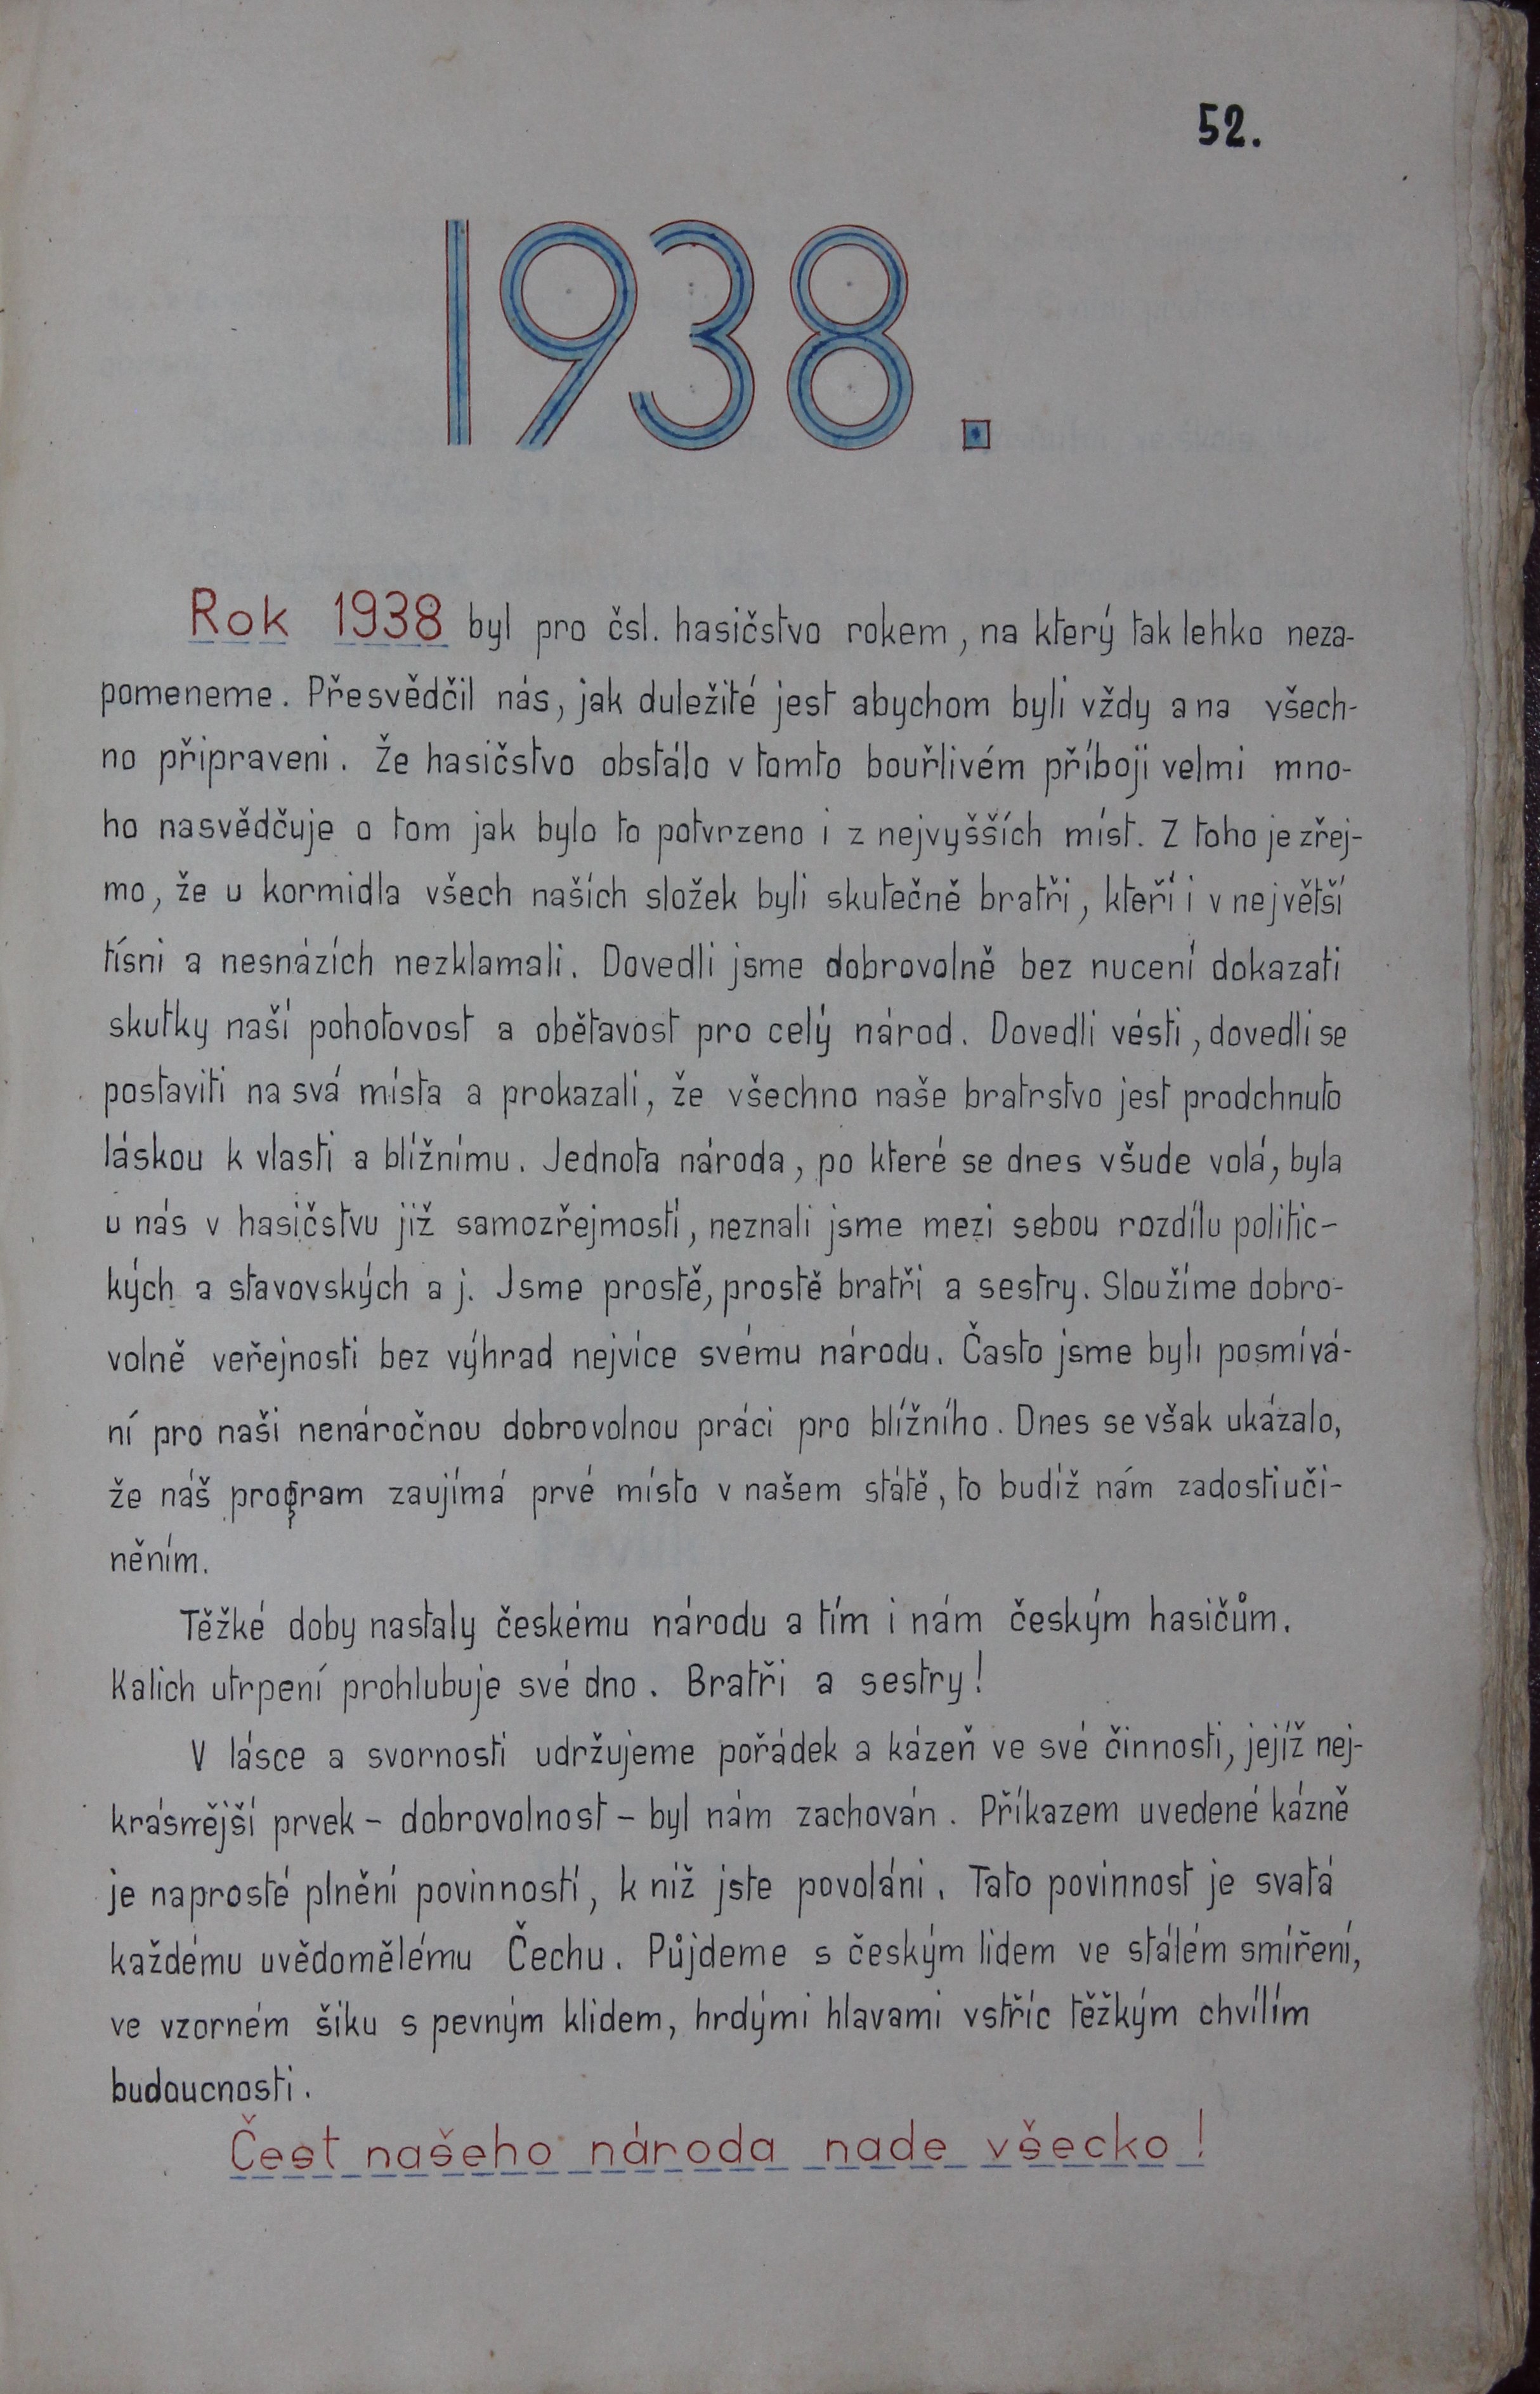 52.
1938.
Rok 1938 byl pro čsl. hasičstvo rokem, na který tak lehko neza-
pomeneme. Přesvědčil nás, jak duležité jest abychom byli vždy a na všech-
no připraveni. Že hasičstvo obstálo v tomto bouřlivém příboji velmi mno-
ho nasvědčuje o tom jak bylo to potvrzeno i z nejvyšších míst. Z toho je zřej-
mo, že u kormidla všech našich složek byli skutečně bratři, kteří i v největší
tísni a nesnázích nezklamali. Dovedli jsme dobrovolně bez nucení dokazati
skutky naší pohotovost a obětavost pro celý národ. Dovedli vésti, dovedli se
postaviti na svá místa a prokazali, že všechno naše bratrstvo jest prodchnuto
láskou k vlasti a bližnímu. Jednota národa, po které se dnes všude volá, byla
u nás v hasičstvu již samozřejmostí, neznali jsme mezi sebou rozdílu politic-
kých a stavovských a j. Jsme prostě, prostě bratři a sestry. Sloužíme dobro-
volně veřejnosti bez výhrad nejvíce svému národu. Často jsme byli posmívá-
ní pro naši nenáročnou dobrovolnou práci pro bližního. Dnes se však ukázalo,
že náš program zaujímá prvé místo v našem státě, to budiž nám zadostiuči-
něním.
Těžké doby nastaly českému národu a tím i nám českým hasičům.
Kalich utrpení prohlubuje své dno. Bratři a sestry!
V lásce a svornosti udržujeme pořádek a kázeň ve své činnosti, jejíž nej-
krásnější prvek - dobrovolnost - byl nám zachován. Příkazem uvedené kázně
je naprosté plnění povinností, k niž jste povoláni. Tato povinnost je svatá
každému uvědomělému Čechu. Půjdeme s českým lidem ve stálém smíření,
ve vzorném šiku s pevným klidem, hrdými hlavami vstříc těžkým chvílím
budoucnosti.
Čest našeho národa nade všecko!